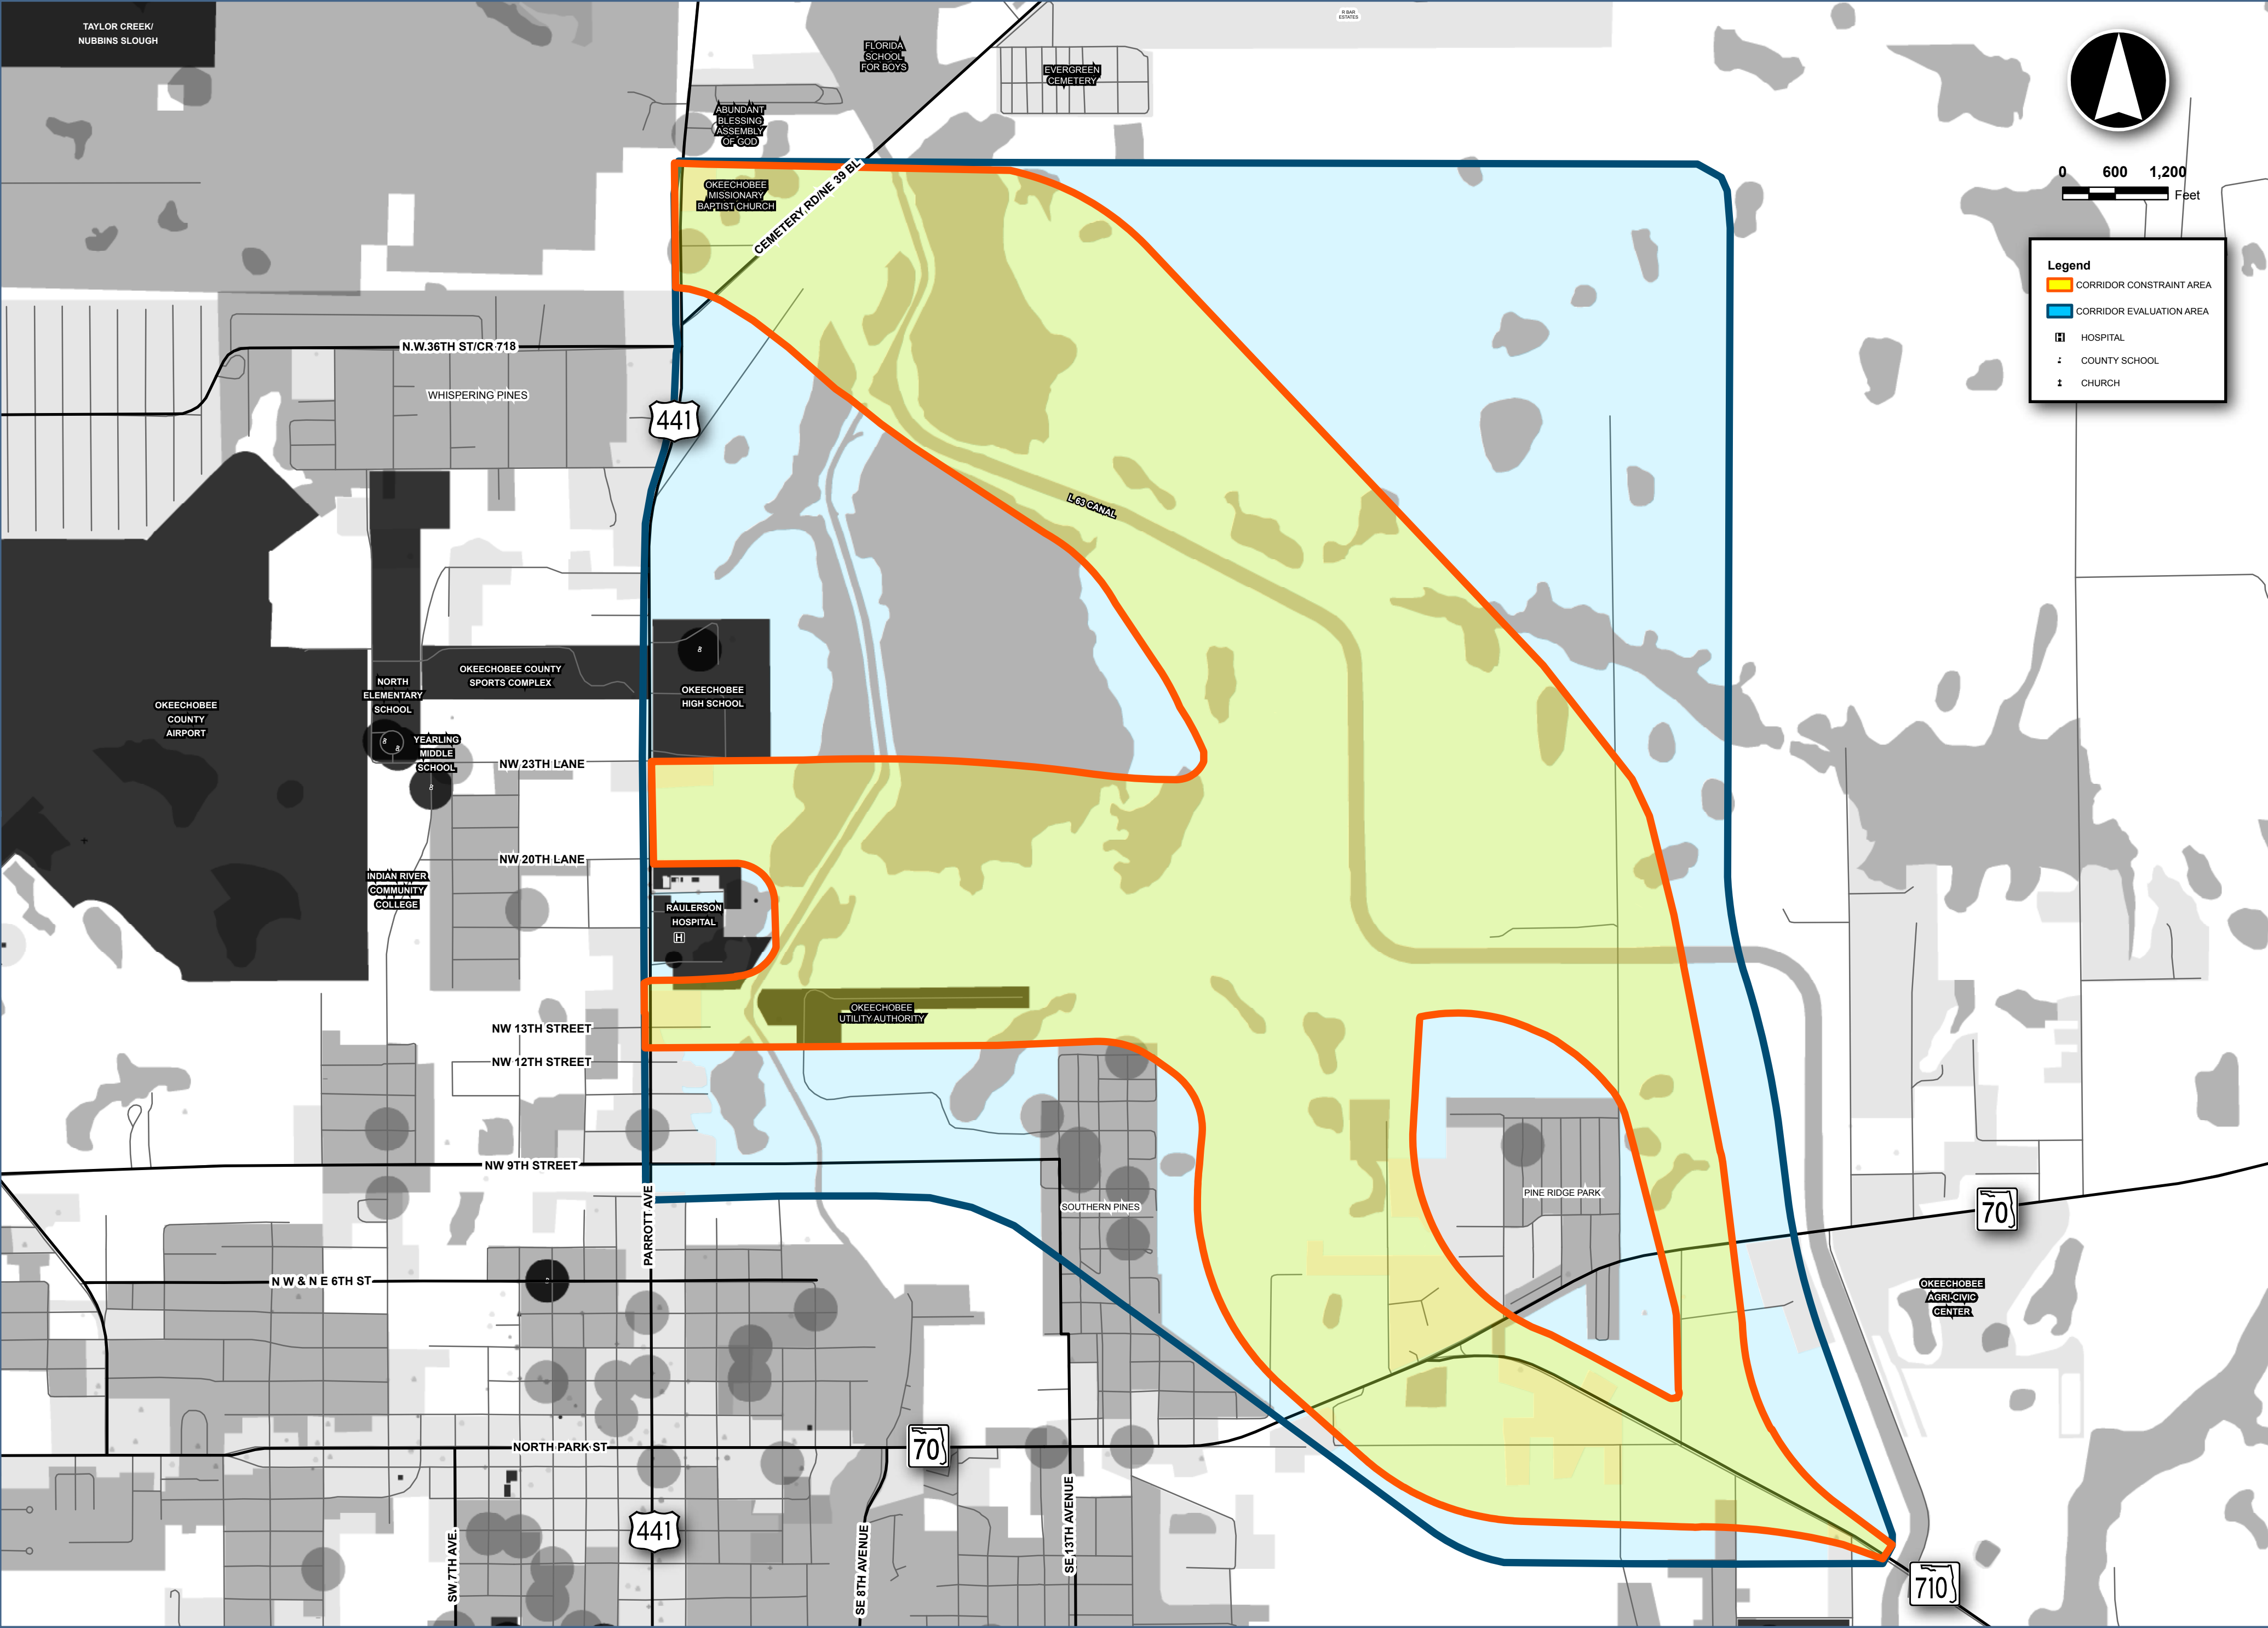 TAYLOR CREEK/
NUBBINS SLOUGH
FLORIDA
SCHOOL
FOR BOYS
R BAR
ESTATES
EVERGREEN
CEMETERY
ABUNDANT
BLESSING
ASSEMBLY
OF GOD
OKEECHOBEE
MISSIONARY
BAPTIST CHURCH
CEMETERY RD/NE 39 BL
0 600 1,200
Feet
Legend
CORRIDOR CONSTRAINT AREA
CORRIDOR EVALUATION AREA
H HOSPITAL
COUNTY SCHOOL
CHURCH
N.W.36TH ST/CR 718
WHISPERING PINES
441
L 63 CANAL
OKEECHOBEE COUNTY
SPORTS COMPLEX
NORTH
ELEMENTARY
SCHOOL
OKEECHOBEE
HIGH SCHOOL
OKEECHOBEE
COUNTY
AIRPORT
YEARLING
MIDDLE
SCHOOL
NW 23TH LANE
NW 20TH LANE
INDIAN RIVER
COMMUNITY
COLLEGE
RAULERSON
HOSPITAL
H
OKEECHOBEE
UTILITY AUTHORITY
NW 13TH STREET
NW 12TH STREET
NW 9TH STREET
PARROTT AVE
SOUTHERN PINES
PINE RIDGE PARK
70
OKEECHOBEE
AGRI-CIVIC
CENTER
N W & N E 6TH ST
NORTH PARK ST
70
441
SW 7TH AVE.
SE 8TH AVENUE
SE 13TH AVENUE
710